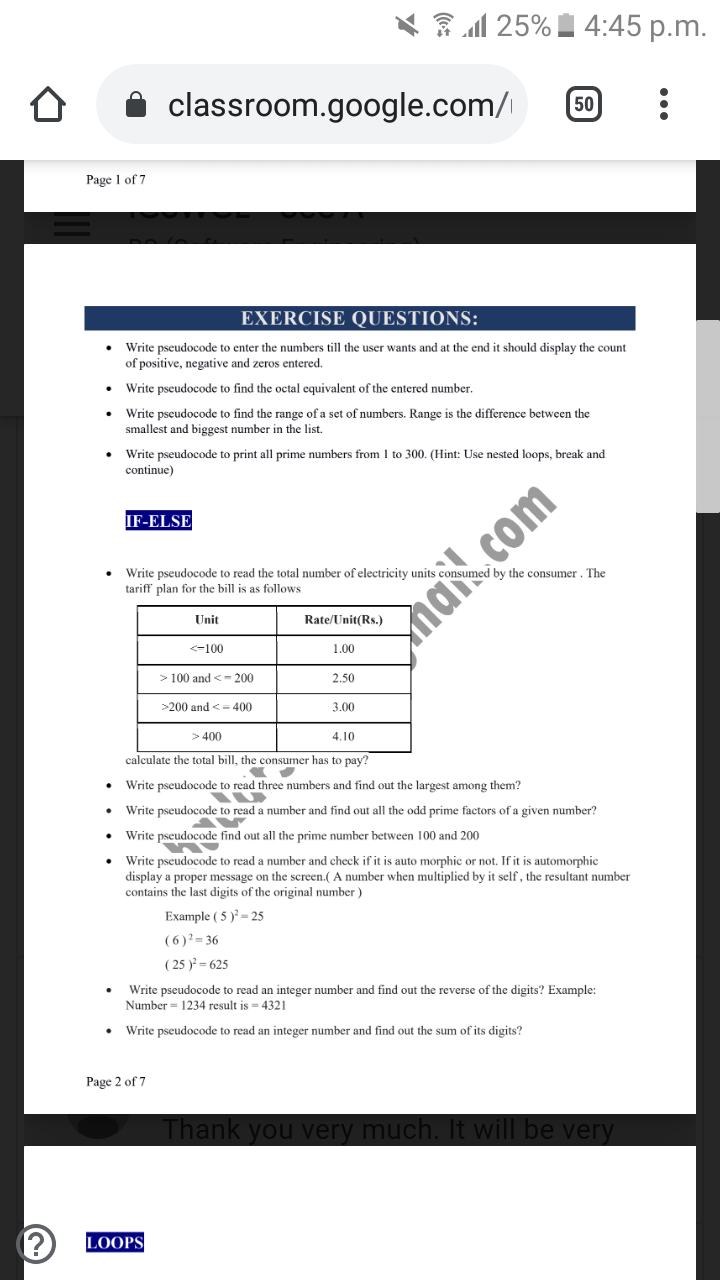 25% 4:45 p.m.
classroom.google.com/
50
Page 1 of 7
EXERCISE QUESTIONS:
• Write pseudocode to enter the numbers till the user wants and at the end it should display the count
of positive, negative and zeros entered.
• Write pseudocode to find the octal equivalent of the entered number.
• Write pseudocode to find the range of a set of numbers. Range is the difference between the
smallest and biggest number in the list.
• Write pseudocode to print all prime numbers from 1 to 300. (Hint: Use nested loops, break and
continue)
IF-ELSE
• Write pseudocode to read the total number of electricity units consumed by the consumer . The
tariff plan for the bill is as follows
Unit Rate/Unit(Rs.)
<=100 1.00
> 100 and < = 200 2.50
>200 and < = 400 3.00
> 400 4.10
calculate the total bill, the consumer has to pay?
• Write pseudocode to read three numbers and find out the largest among them?
• Write pseudocode to read a number and find out all the odd prime factors of a given number?
• Write pseudocode find out all the prime number between 100 and 200
• Write pseudocode to read a number and check if it is auto morphic or not. If it is automorphic
display a proper message on the screen.( A number when multiplied by it self , the resultant number
contains the last digits of the original number )
Example ( 5 )² = 25
( 6 ) ² = 36
( 25 )² = 625
• Write pseudocode to read an integer number and find out the reverse of the digits? Example:
Number = 1234 result is = 4321
• Write pseudocode to read an integer number and find out the sum of its digits?
Page 2 of 7
Thank you very much. It will be very
LOOPS